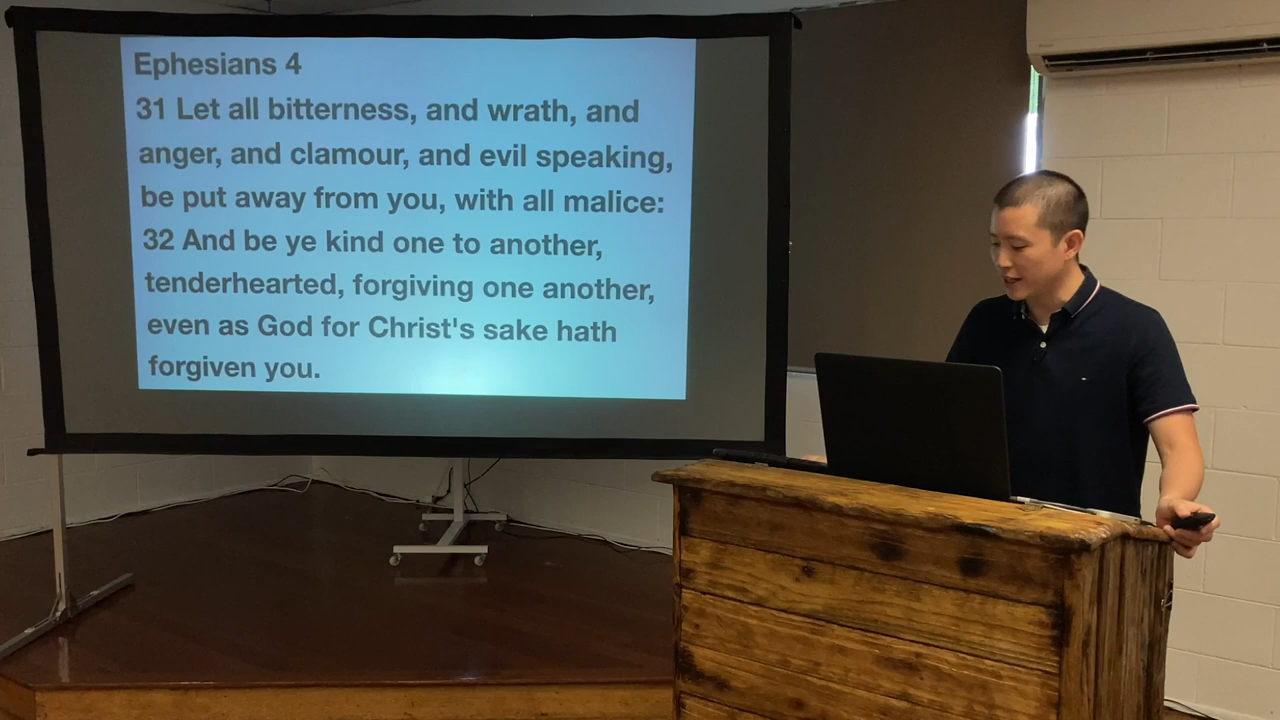 Ephesians 4
31 Let all bitterness, and wrath, and
anger, and clamour, and evil speaking,
be put away from you, with all malice:
32 And be ye kind one to another,
tenderhearted, forgiving one another,
even as God for Christ's sake hath
forgiven you.